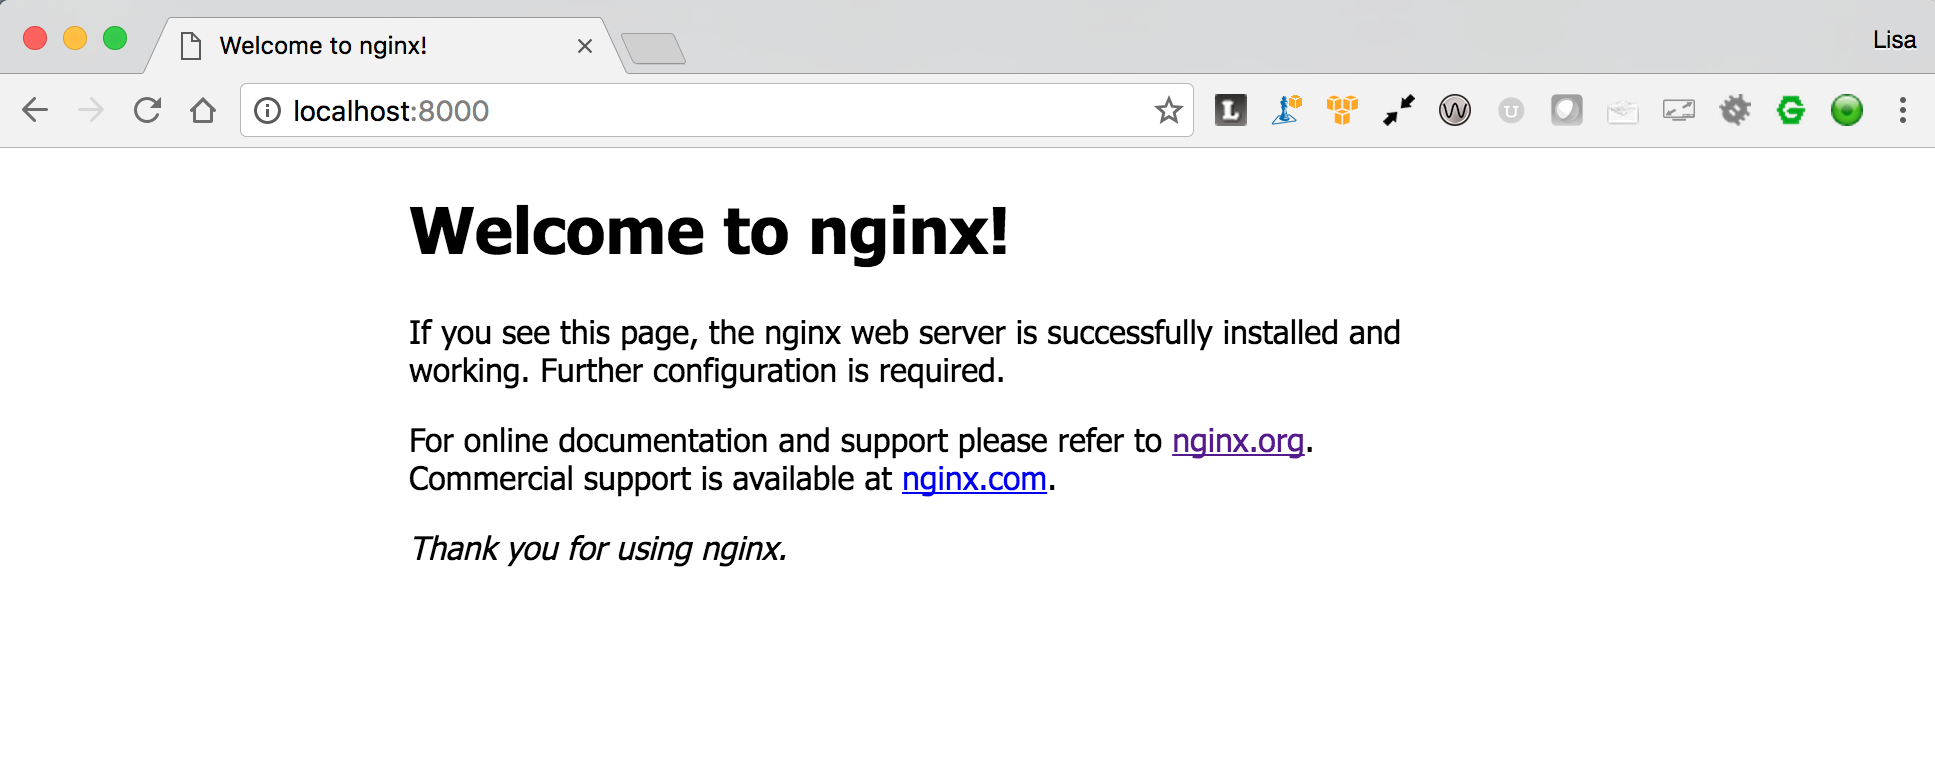 Welcome to nginx!
Lisa
localhost:8000
Welcome to nginx!
If you see this page, the nginx web server is successfully installed and
working. Further configuration is required.
For online documentation and support please refer to nginx.org.
Commercial support is available at nginx.com.
Thank you for using nginx.